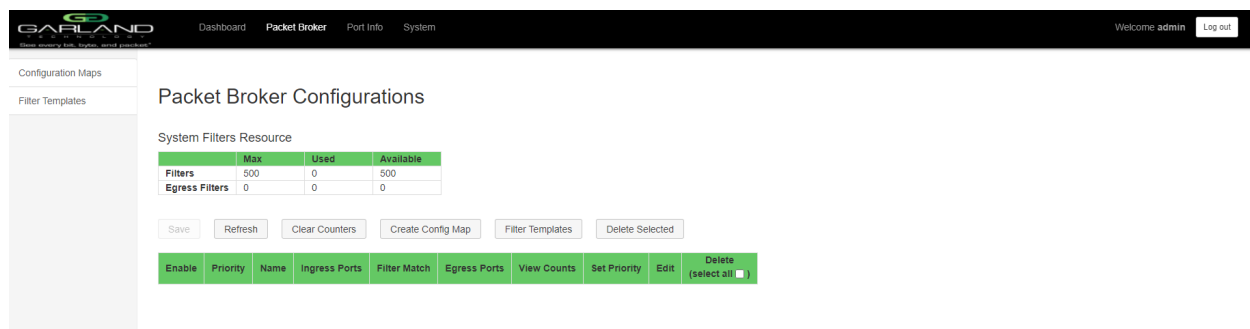 GARLAND
TECHNOLOGY
See every bit, byte, and packet™
Dashboard Packet Broker Port Info System
Welcome admin Log out
Configuration Maps
Filter Templates
Packet Broker Configurations
System Filters Resource
Max Used Available
Filters 500 0 500
Egress Filters 0 0 0
Save Refresh Clear Counters Create Config Map Filter Templates Delete Selected
Enable Priority Name Ingress Ports Filter Match Egress Ports View Counts Set Priority Edit Delete
(select all )